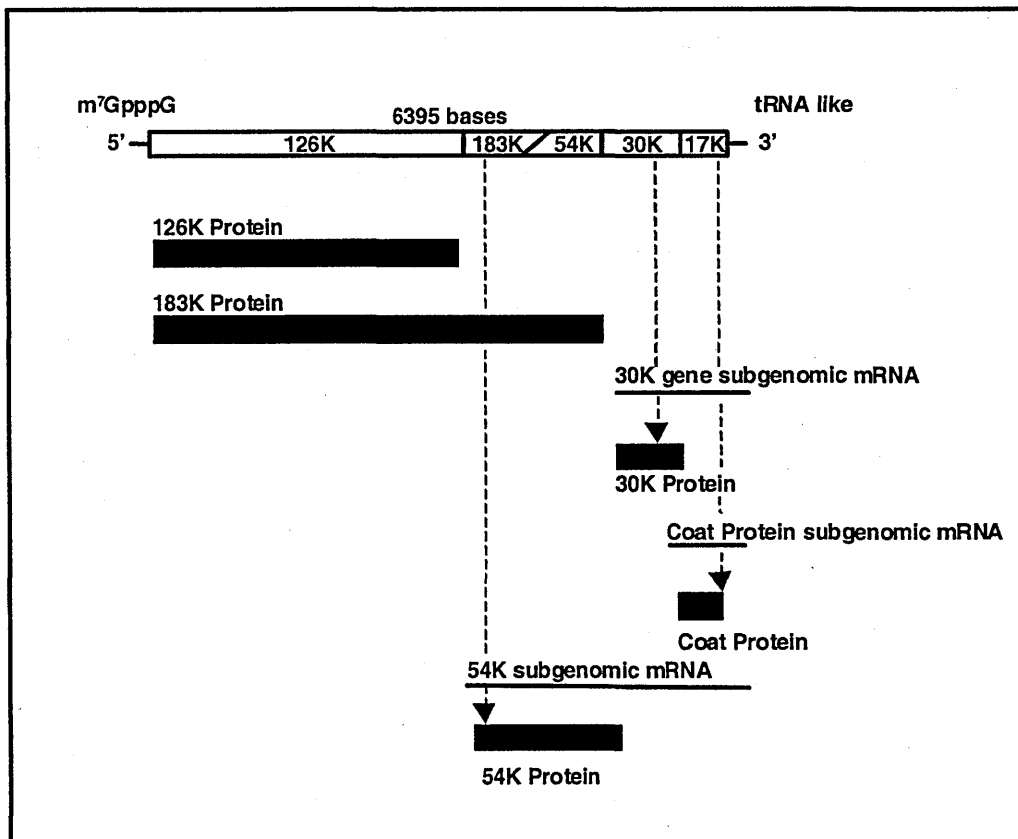 m⁷GpppG
tRNA like
6395 bases
5' 126K 183K 54K 30K 17K 3'
126K Protein
183K Protein
30K gene subgenomic mRNA
30K Protein
Coat Protein subgenomic mRNA
Coat Protein
54K subgenomic mRNA
54K Protein